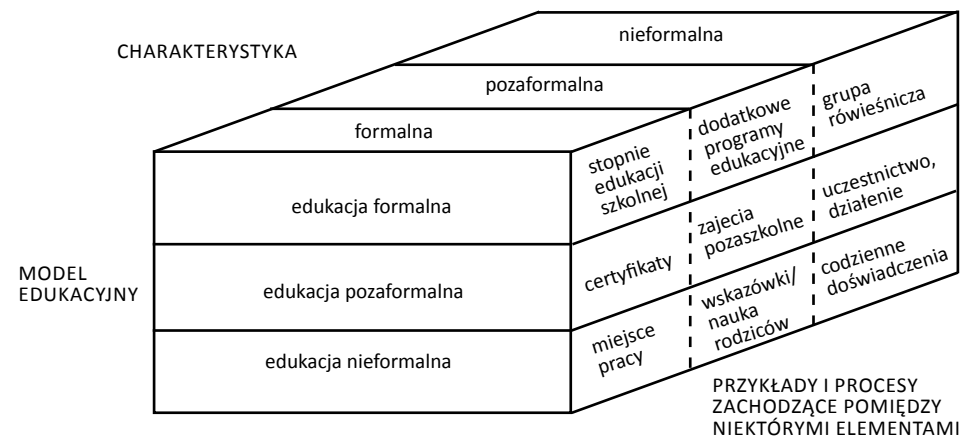 CHARAKTERYSTYKA
nieformalna
pozaformalna
formalna
MODEL
EDUKACYJNY
edukacja formalna
stopnie
edukacji
szkolnej
dodatkowe
programy
edukacyjne
grupa
rówieśnicza
edukacja pozaformalna
certyfikaty
zajecia
pozaszkolne
uczestnictwo,
działenie
edukacja nieformalna
miejsce
pracy
wskazówki/
nauka
rodziców
codzienne
doświadczenia
PRZYKŁADY I PROCESY
ZACHODZĄCE POMIĘDZY
NIEKTÓRYMI ELEMENTAMI